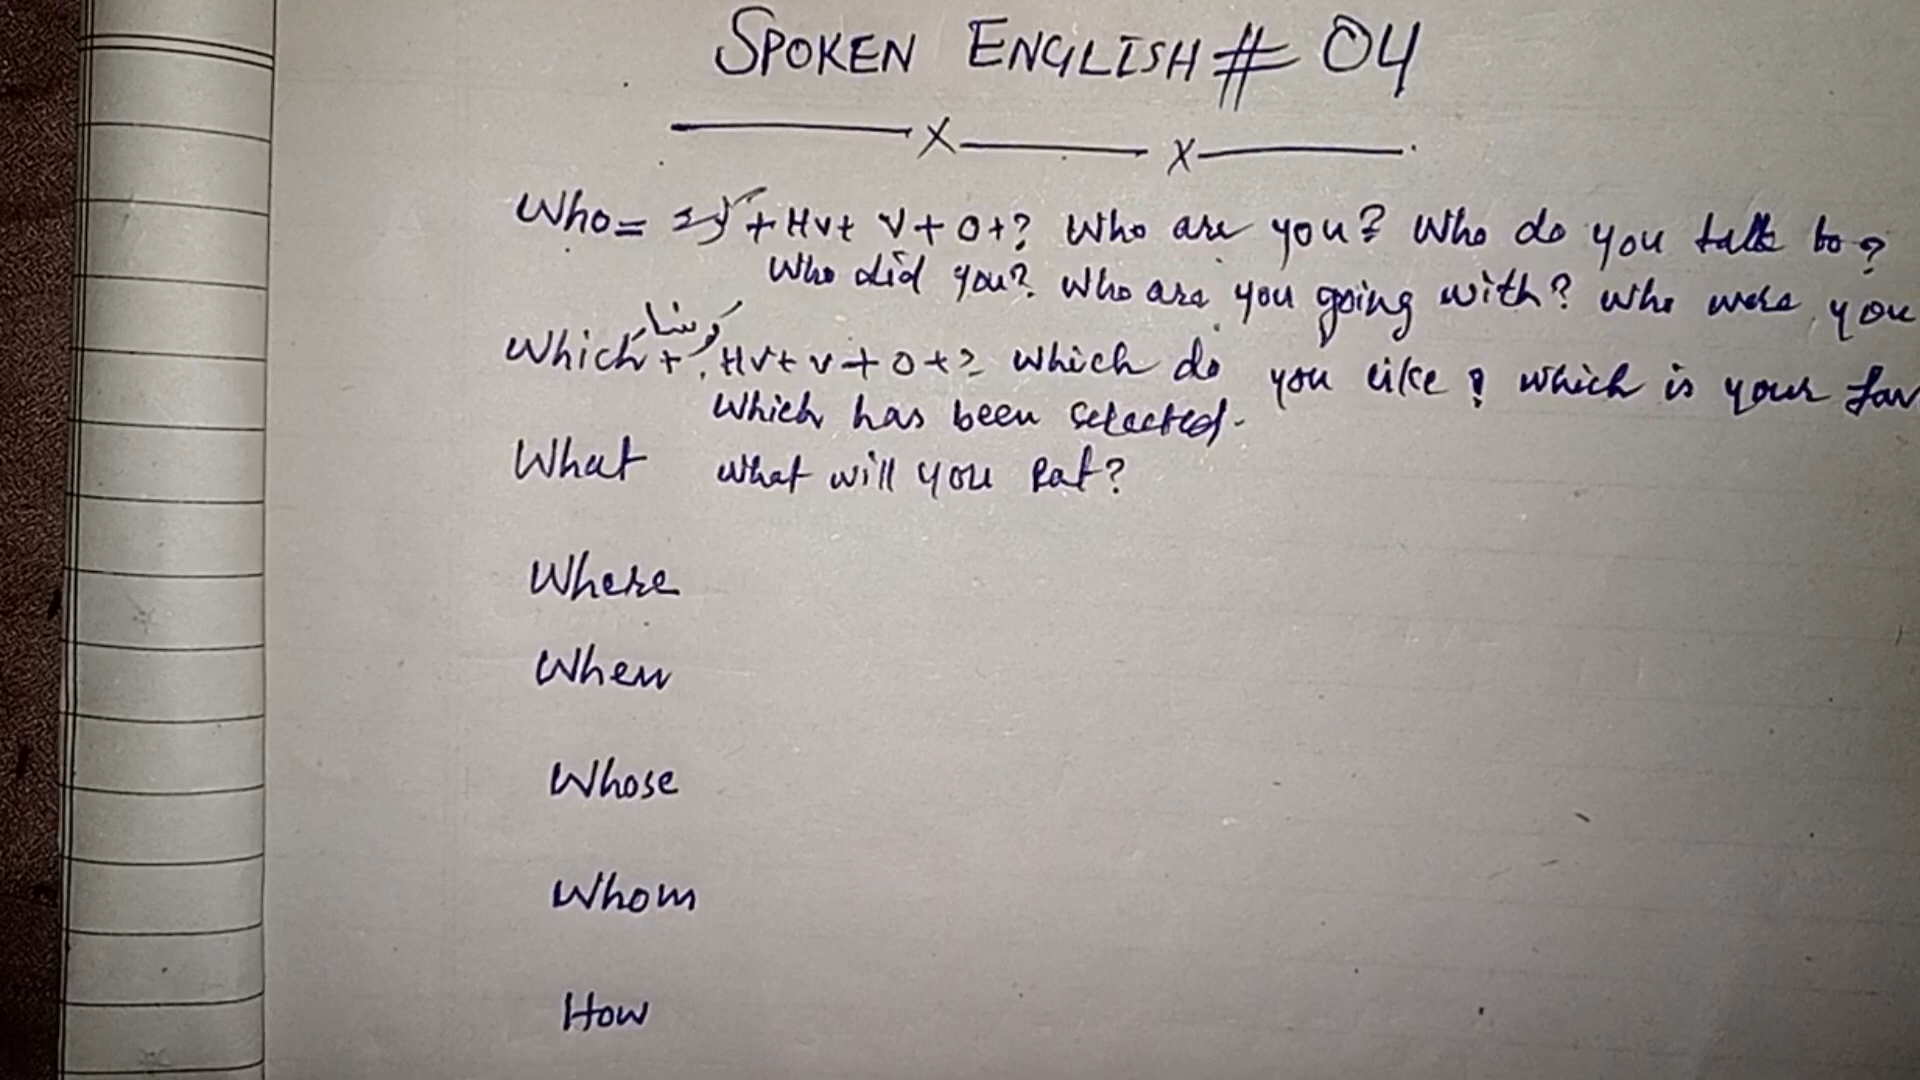 SPOKEN ENGLISH # 04
Who = کون + Hv+ V + O +? Who are you? Who do you talk to?
Who did you? Who are you going with? Who were you
کونسا
Which + Hv+ v + O +? which do you like? which is your fav
Which has been selected.
What what will you eat?
Where
When
Whose
Whom
How